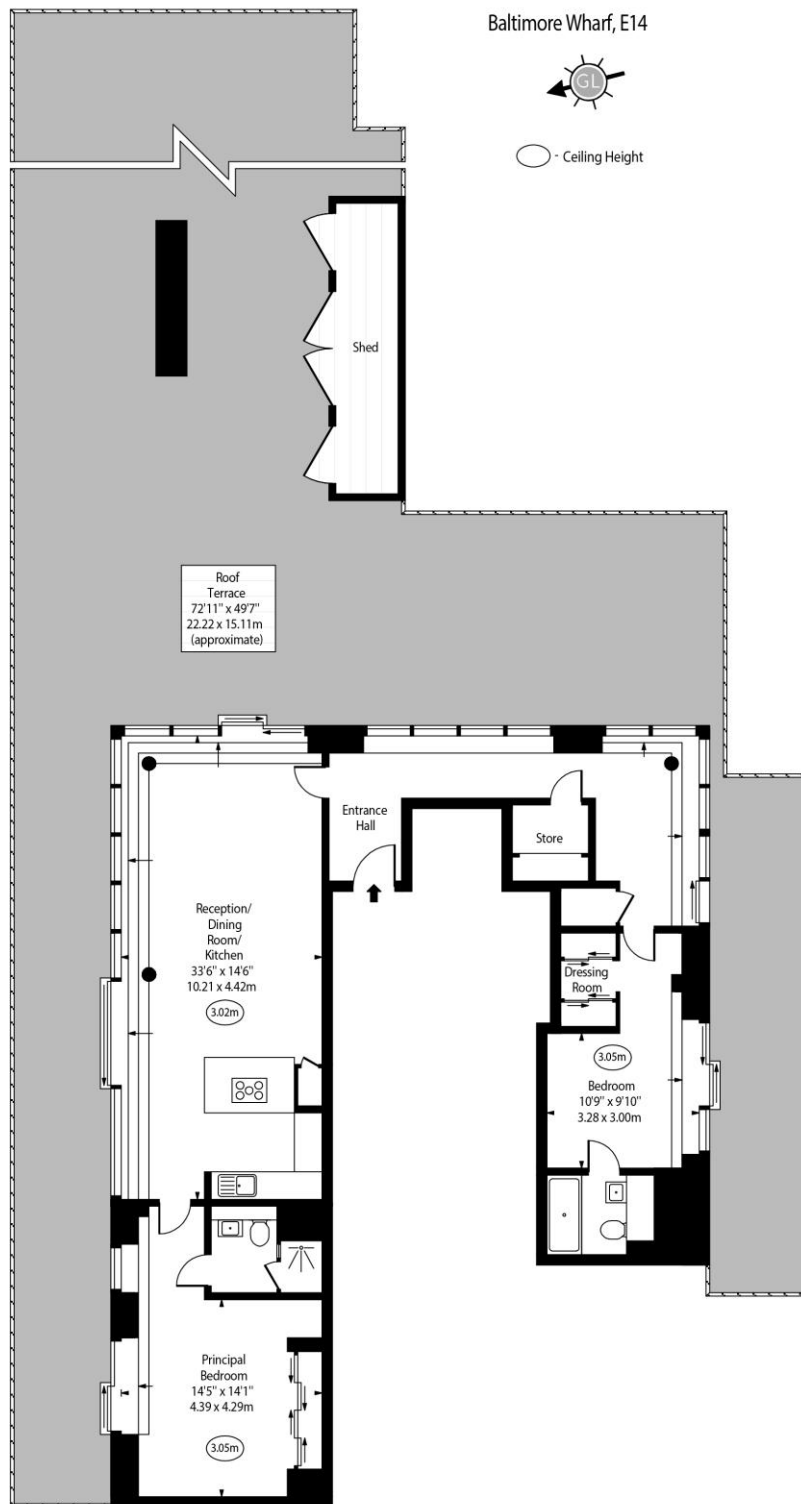 Baltimore Wharf, E14
GL
- Ceiling Height
Shed
Roof
Terrace
72'11" x 49'7"
22.22 x 15.11m
(approximate)
Entrance
Hall
Store
Reception/
Dining
Room/
Kitchen
33'6" x 14'6"
10.21 x 4.42m
3.02m
Dressing
Room
3.05m
Bedroom
10'9" x 9'10"
3.28 x 3.00m
Principal
Bedroom
14'5" x 14'1"
4.39 x 4.29m
3.05m